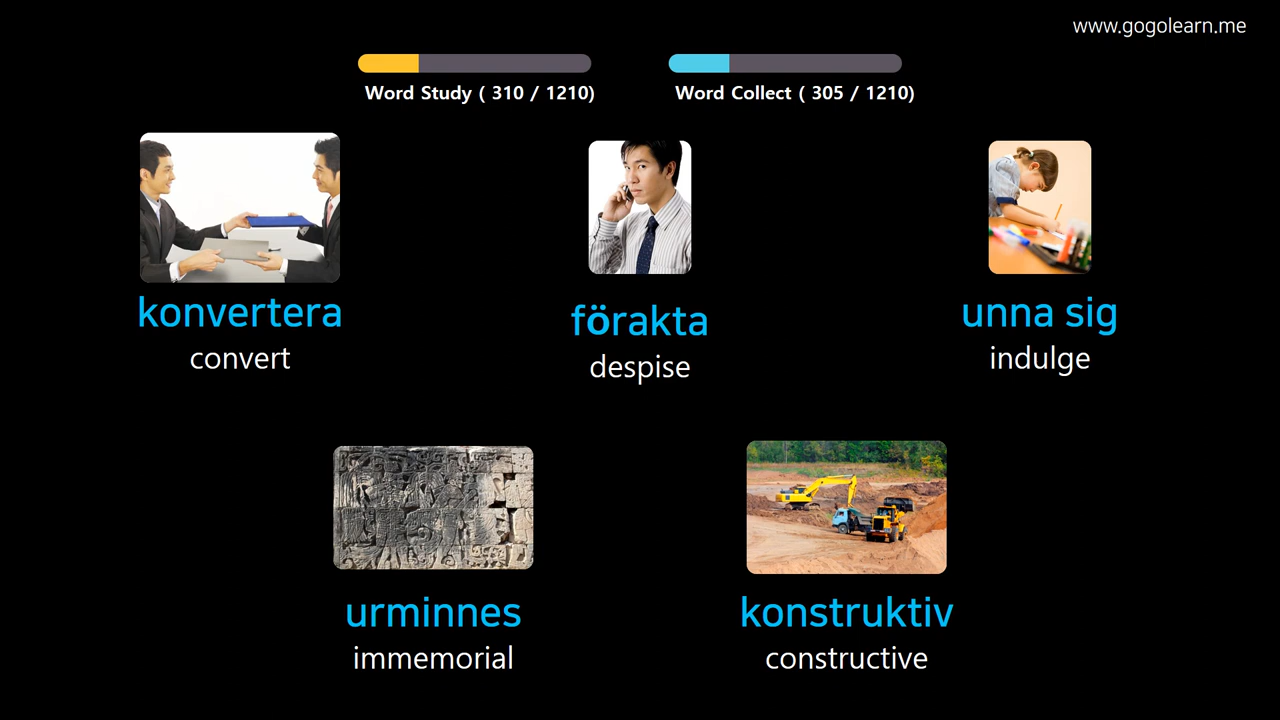 www.gogolearn.me
Word Study ( 310 / 1210)
Word Collect ( 305 / 1210)
konvertera
convert
förakta
despise
unna sig
indulge
urminnes
immemorial
konstruktiv
constructive